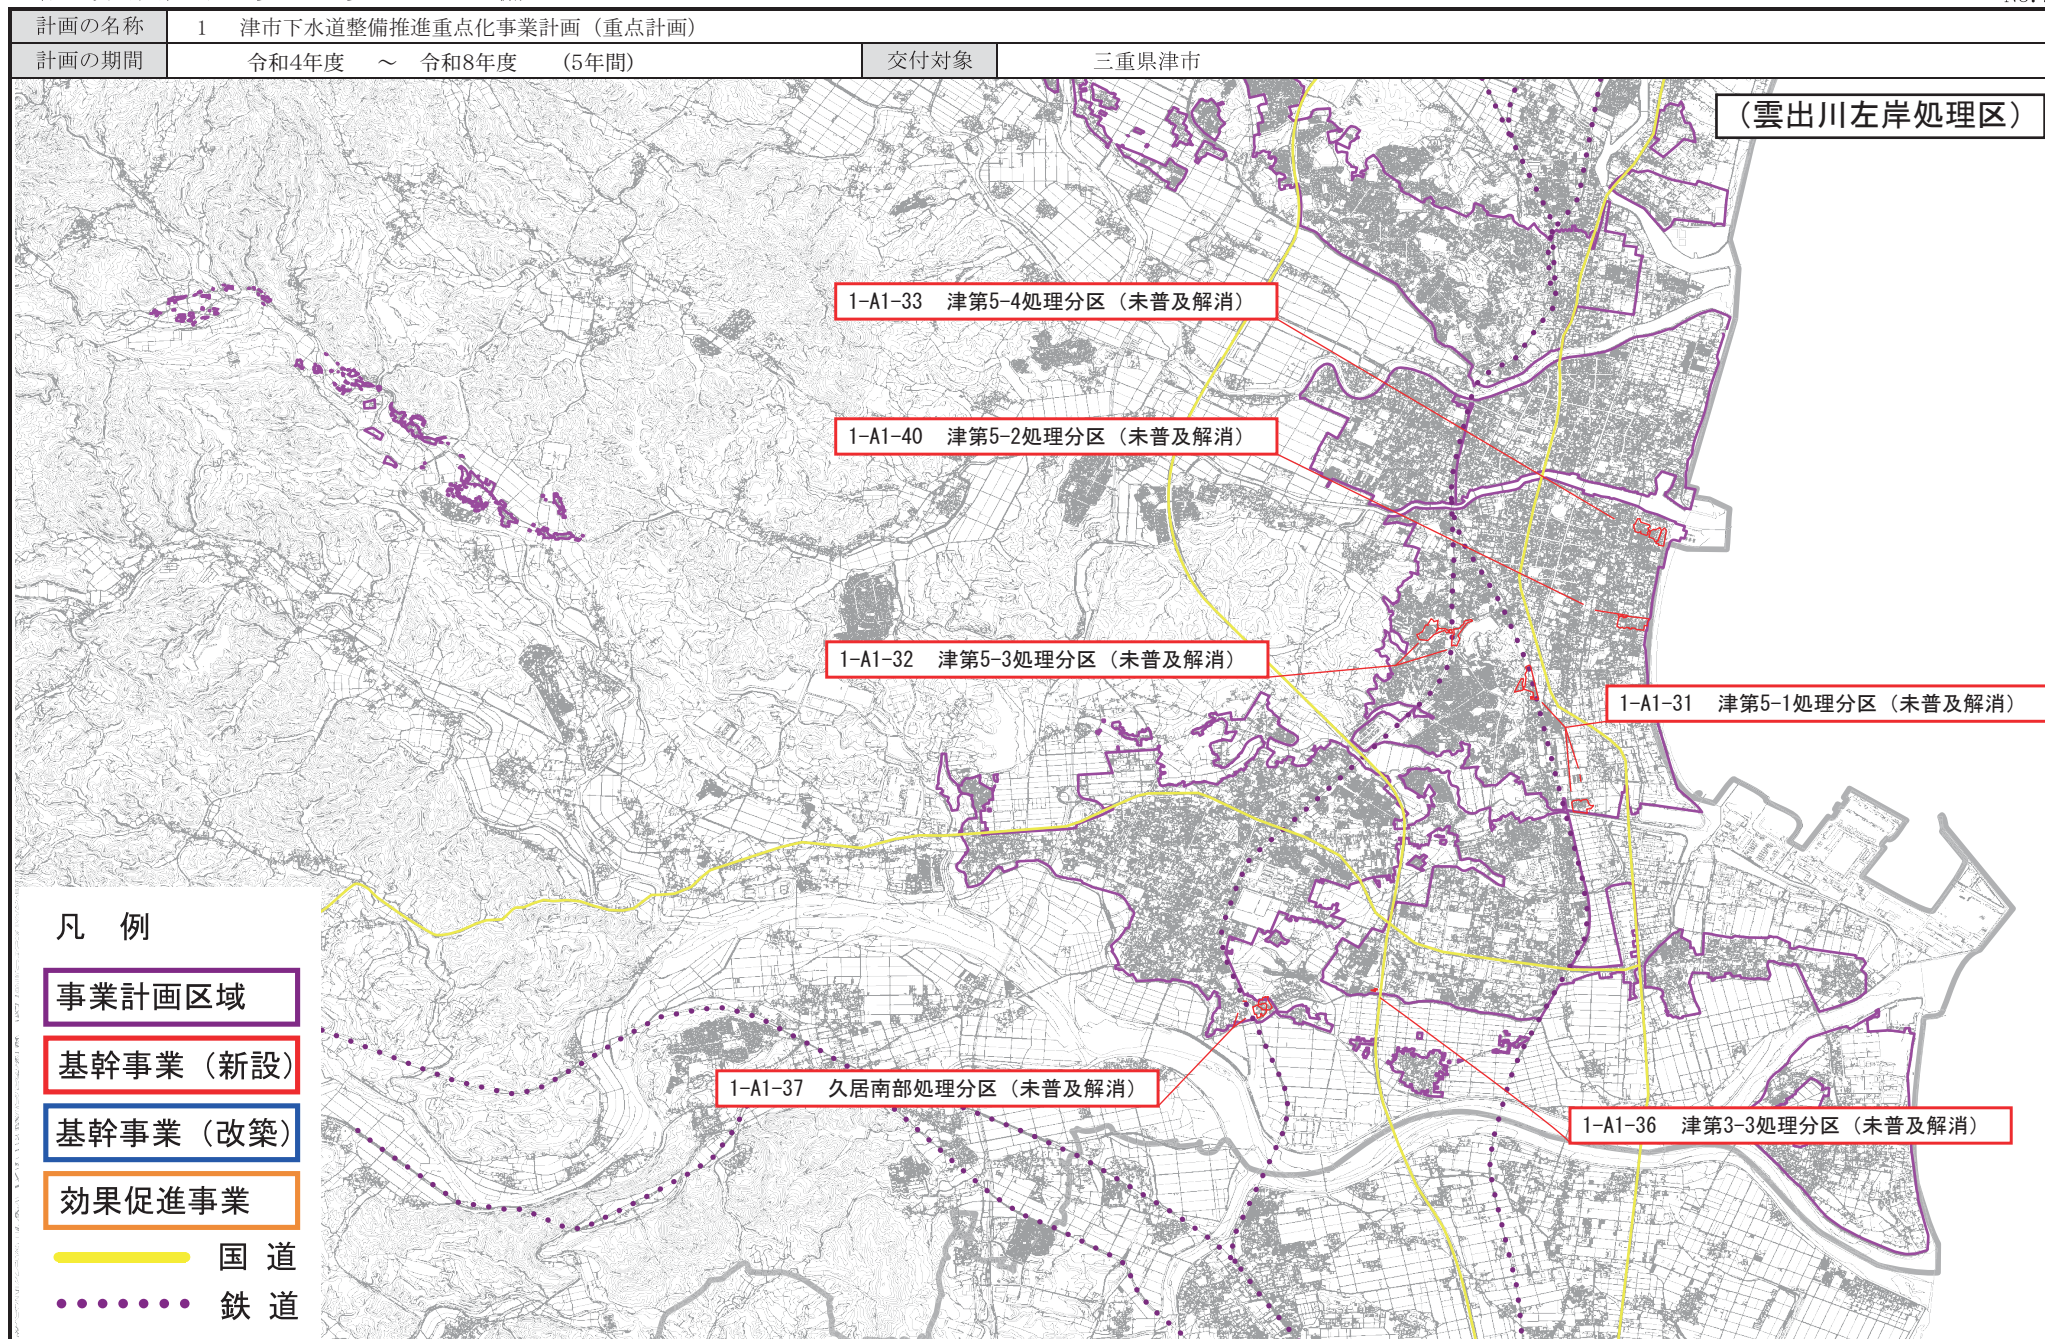 計画の名称 1 津市下水道整備推進重点化事業計画（重点計画）
計画の期間 令和4年度 ～ 令和8年度 （5年間） 交付対象 三重県津市
（雲出川左岸処理区）
1-A1-33 津第5-4処理分区（未普及解消）
1-A1-40 津第5-2処理分区（未普及解消）
1-A1-32 津第5-3処理分区（未普及解消）
1-A1-31 津第5-1処理分区（未普及解消）
1-A1-37 久居南部処理分区（未普及解消）
1-A1-36 津第3-3処理分区（未普及解消）
凡 例
事業計画区域
基幹事業（新設）
基幹事業（改築）
効果促進事業
国 道
鉄 道